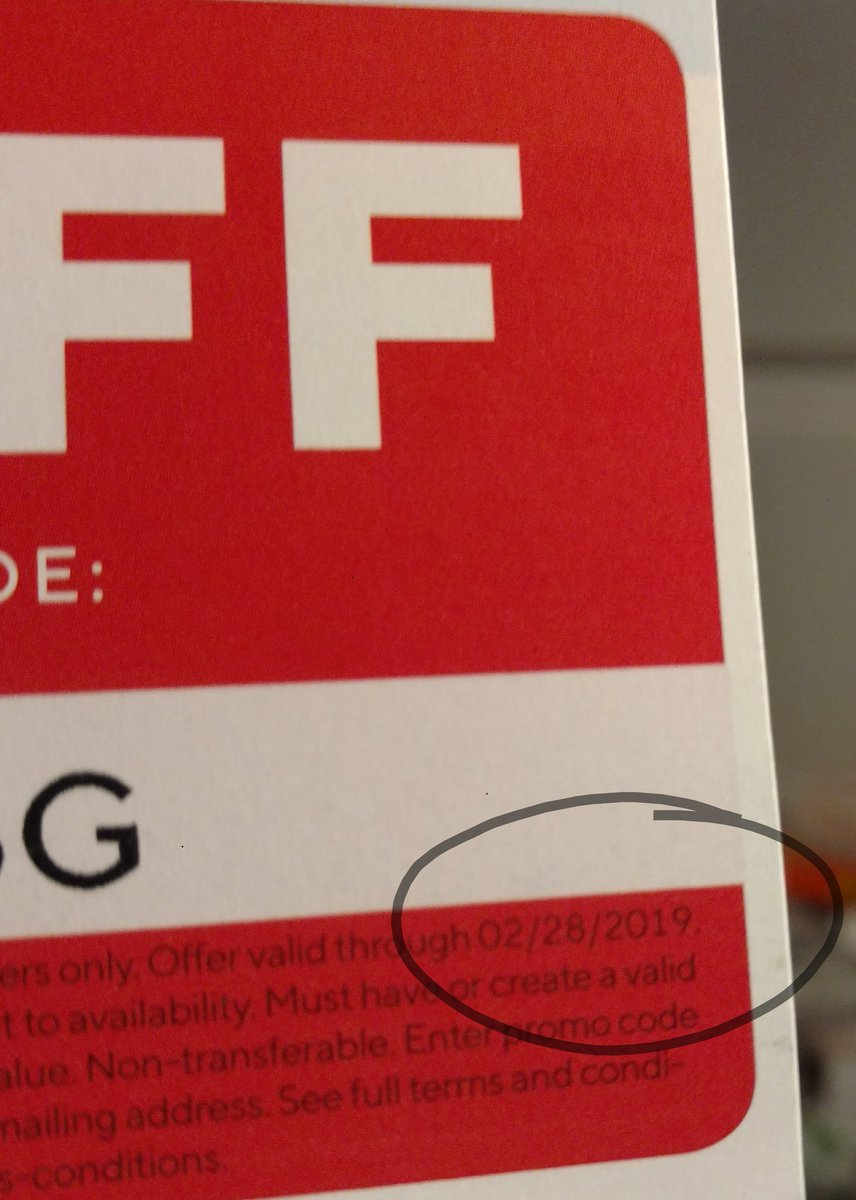 FF
DE:
GG
ers only. Offer valid through 02/28/2019.
t to availability. Must have or create a valid
alue. Non-transferable. Enter promo code
mailing address. See full terms and condi-
s-conditions.